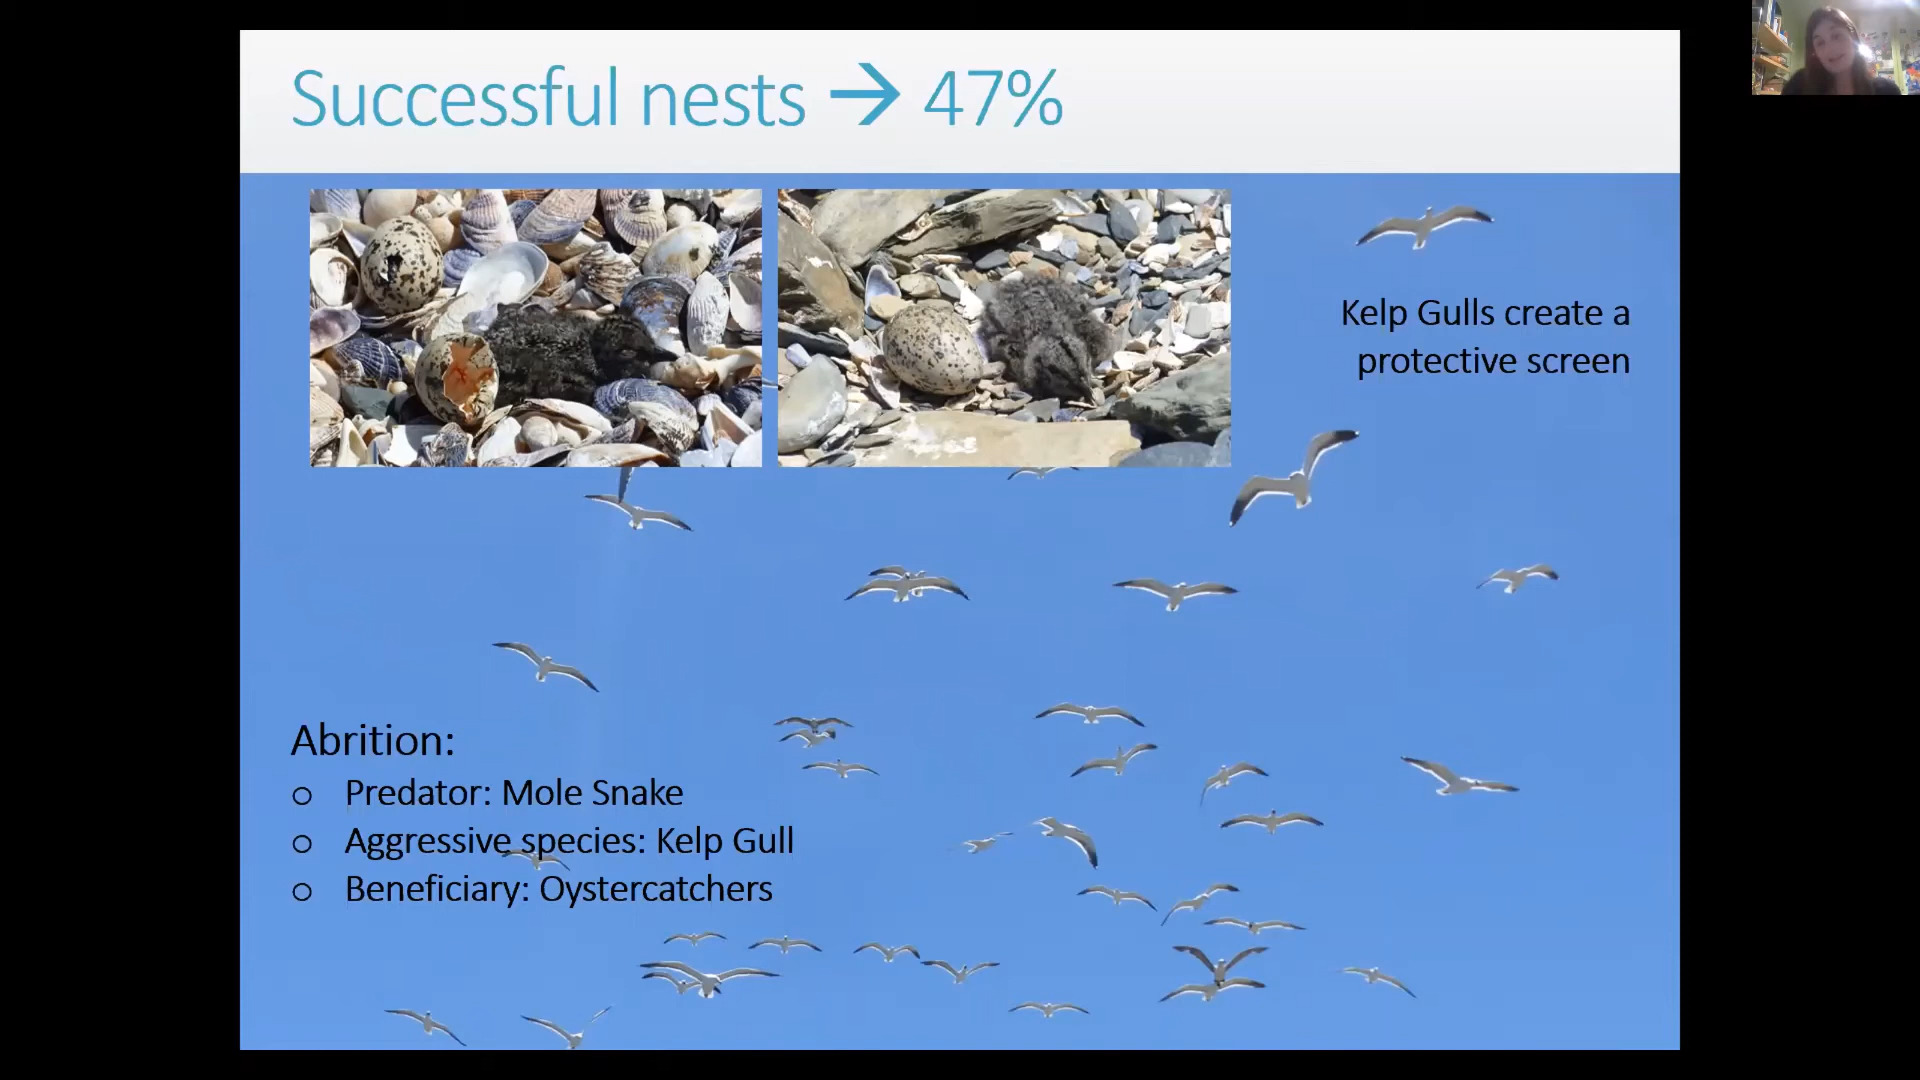 Successful nests → 47%
Kelp Gulls create a
protective screen
Abrition:
○ Predator: Mole Snake
○ Aggressive species: Kelp Gull
○ Beneficiary: Oystercatchers